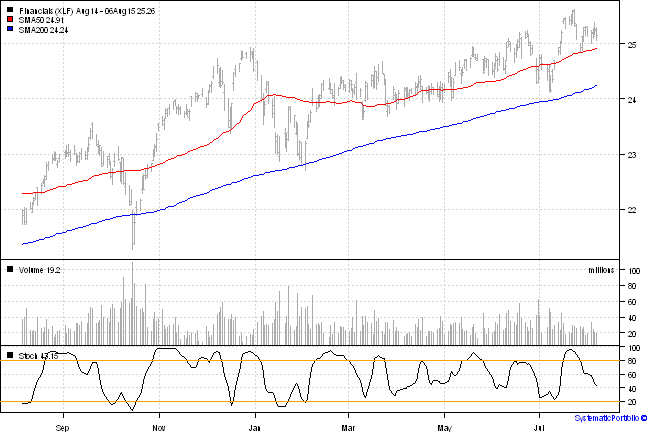 Financials (XLF) Aug 14 - 06Aug15 25.26
SMA50 24.91
SMA200 24.24
25
24
23
22
Volume 19.2
millions
100
80
60
40
20
Stoch 43.15
100
80
60
40
20
Sep
Nov
Jan
Mar
May
Jul
SystematicPortfolio ©